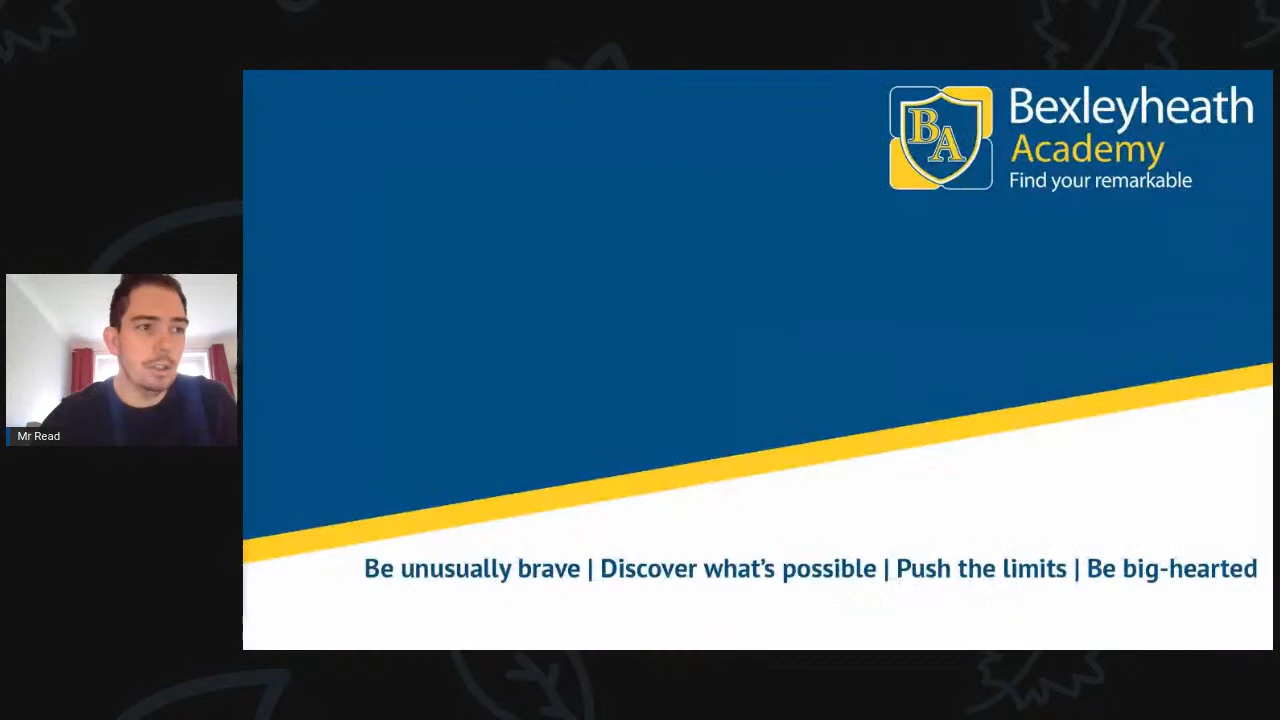 BA
Bexleyheath
Academy
Find your remarkable
Mr Read
Be unusually brave | Discover what's possible | Push the limits | Be big-hearted